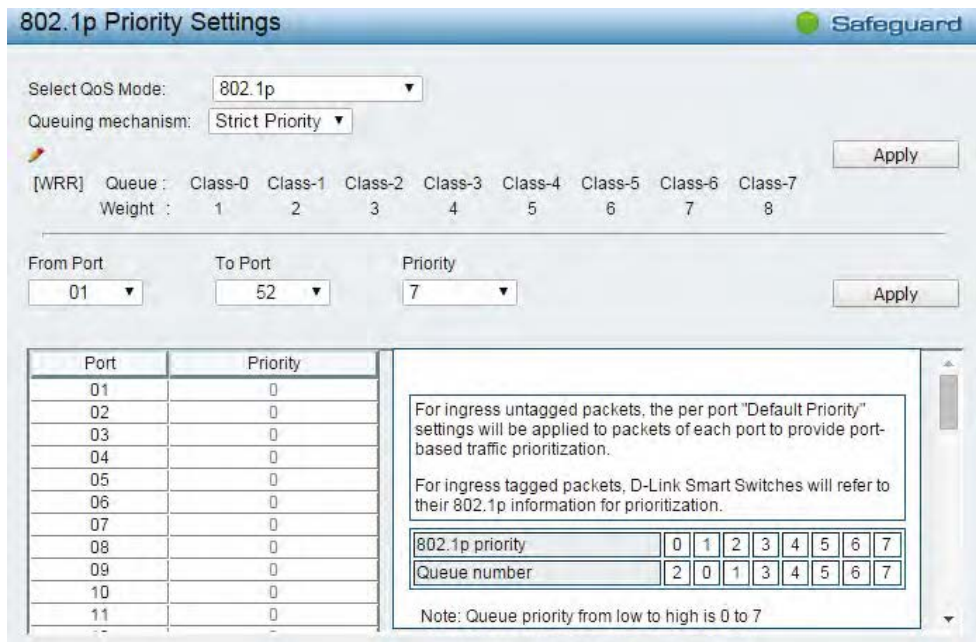 802.1p Priority Settings
Safeguard
Select QoS Mode: 802.1p
Queuing mechanism: Strict Priority
Apply
[WRR] Queue : Class-0 Class-1 Class-2 Class-3 Class-4 Class-5 Class-6 Class-7
Weight : 1 2 3 4 5 6 7 8
From Port To Port Priority
01 52 7
Apply
Port Priority
01 0
02 0
03 0
04 0
05 0
06 0
07 0
08 0
09 0
10 0
11 0
For ingress untagged packets, the per port "Default Priority"
settings will be applied to packets of each port to provide port-
based traffic prioritization.
For ingress tagged packets, D-Link Smart Switches will refer to
their 802.1p information for prioritization.
802.1p priority 0 1 2 3 4 5 6 7
Queue number 2 0 1 3 4 5 6 7
Note: Queue priority from low to high is 0 to 7